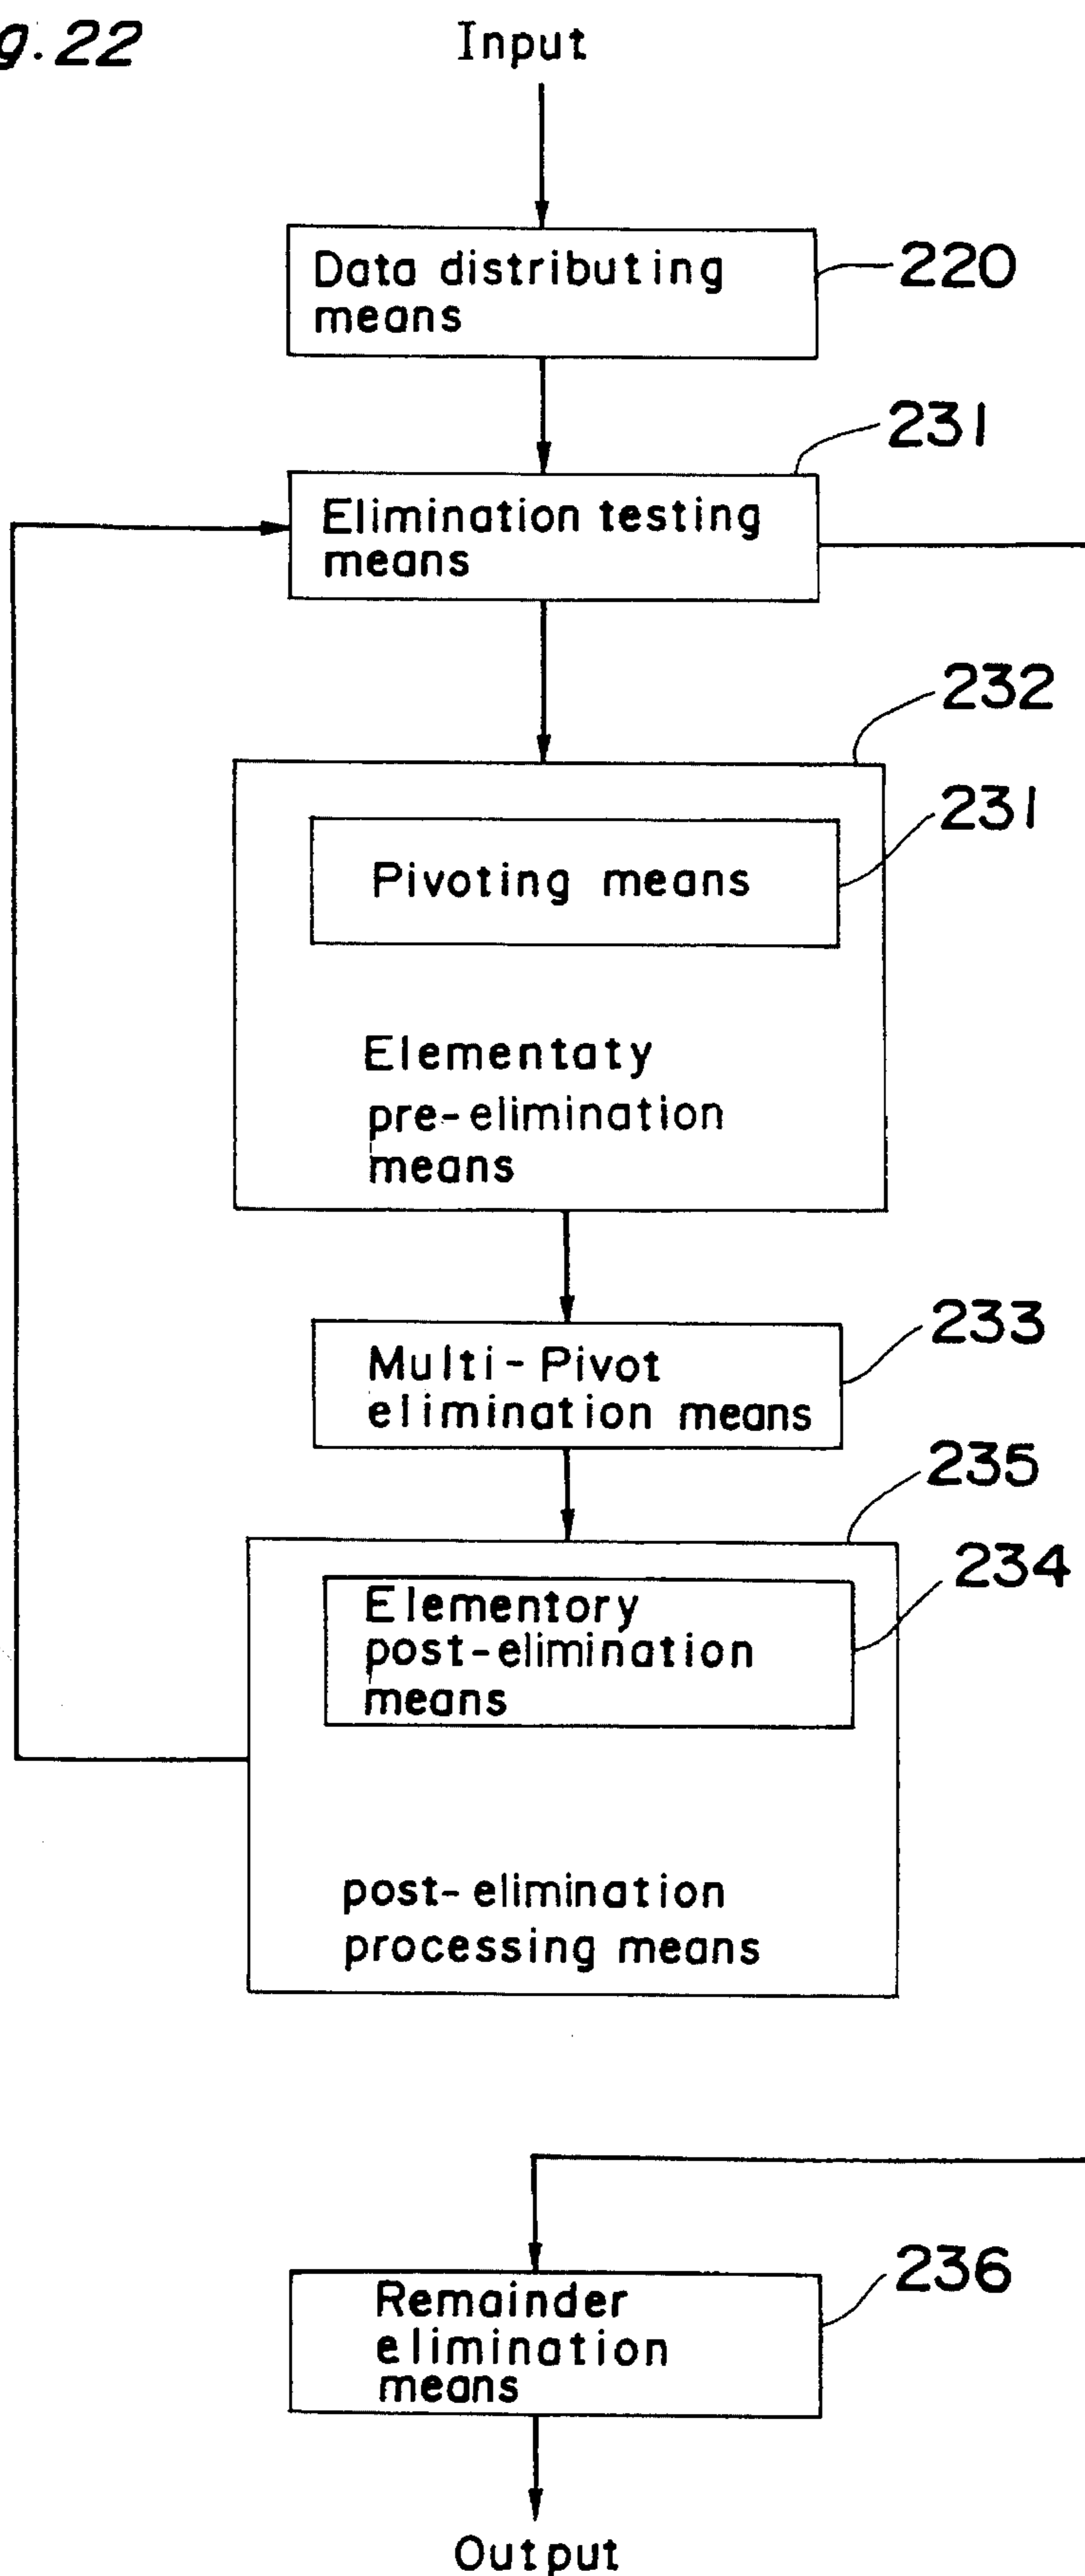 g.22
Input
Data distributing
means
220
231
Elimination testing
means
232
231
Pivoting means
Elementaty
pre-elimination
means
233
Multi-Pivot
elimination means
235
234
Elementory
post-elimination
means
post-elimination
processing means
236
Remainder
elimination
means
Output